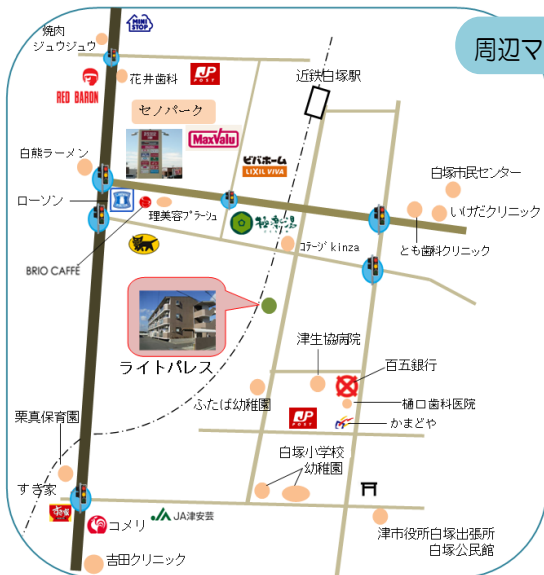 周辺マ
焼肉
ジュウジュウ
MINI
STOP
RED BARON
花井歯科
JP
POST
近鉄白塚駅
セノパーク
MaxValu
ビバホーム
LIXIL VIVA
白熊ラーメン
ローソン
理美容プラーシュ
極楽湯
白塚市民センター
いけだクリニック
とも歯科クリニック
コテージkinza
BRIO CAFFÈ
ライトパレス
津生協病院
百五銀行
樋口歯科医院
かまどや
ふたば幼稚園
JP
POST
栗真保育園
白塚小学校
幼稚園
すき家
すき家
コメリ
JA津安芸
津市役所白塚出張所
白塚公民館
吉田クリニック